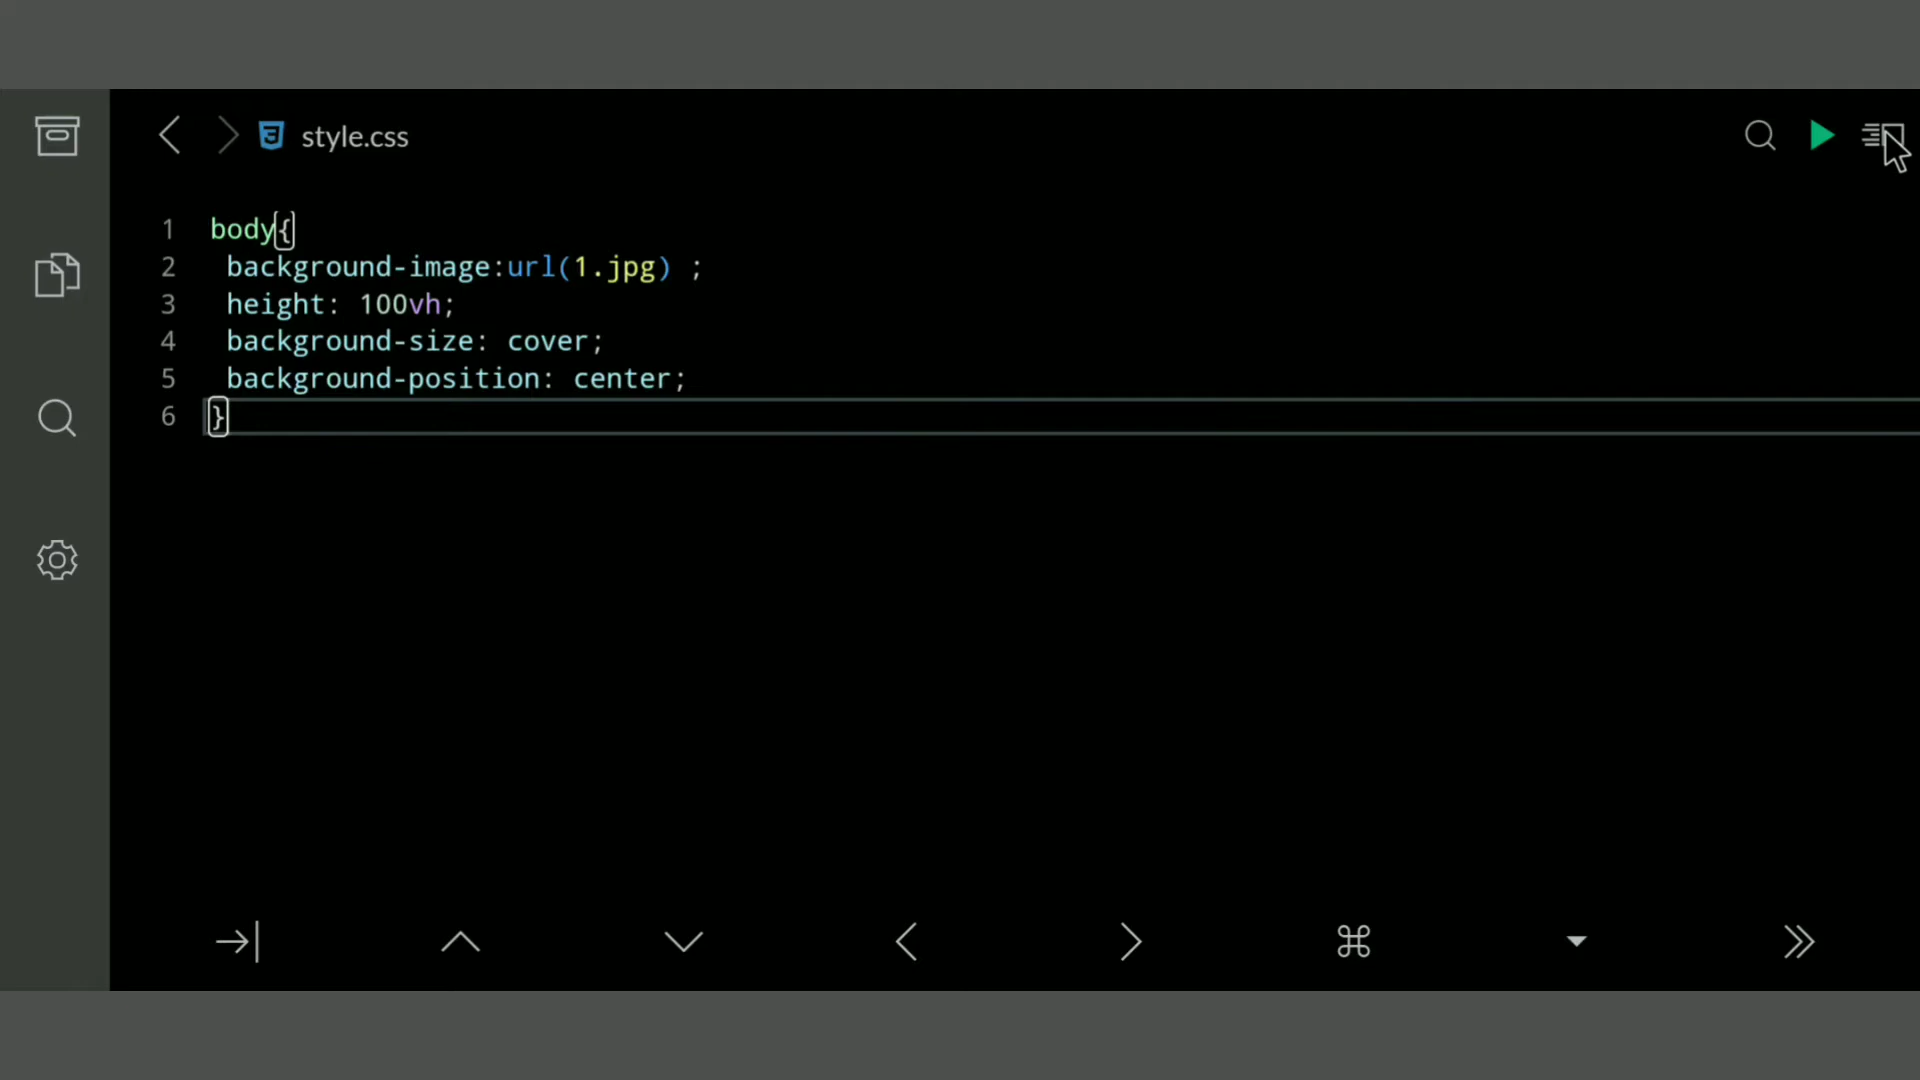 style.css
1 body{
2 background-image:url(1.jpg) ;
3 height: 100vh;
4 background-size: cover;
5 background-position: center;
6 }